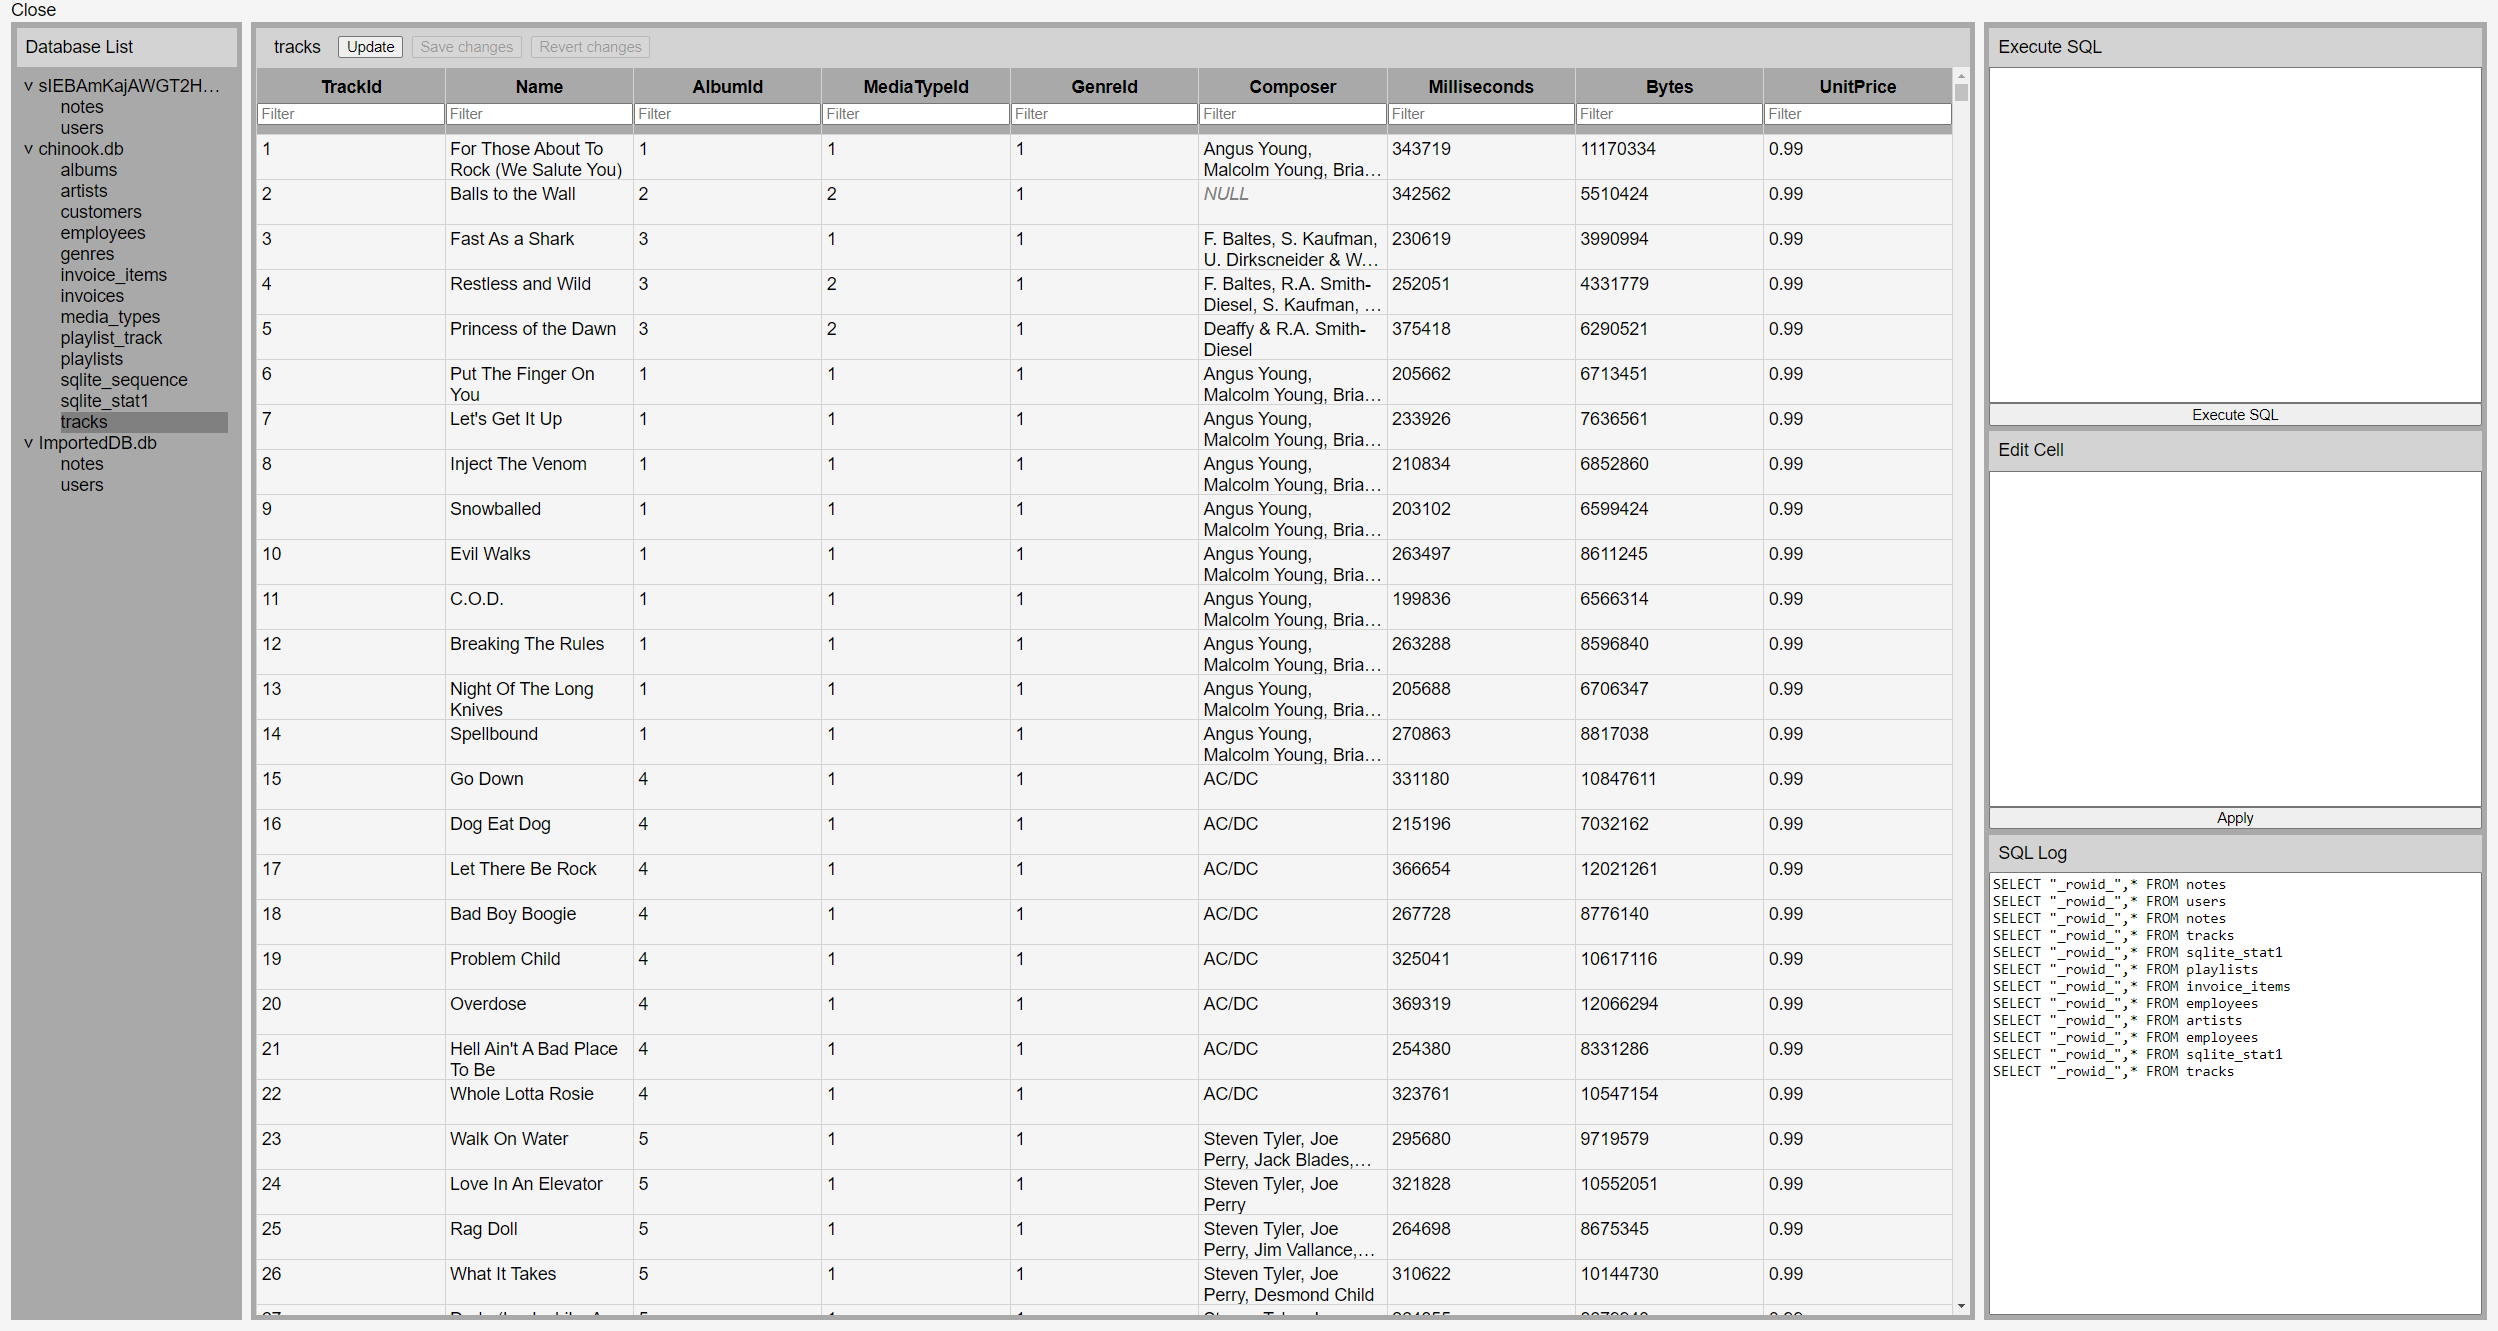 Close
Database List
v sIEBAmKajAWGT2H…
notes
users
v chinook.db
albums
artists
customers
employees
genres
invoice_items
invoices
media_types
playlist_track
playlists
sqlite_sequence
sqlite_stat1
tracks
v ImportedDB.db
notes
users
tracks Update Save changes Revert changes
TrackId Name AlbumId MediaTypeId GenreId Composer Milliseconds Bytes UnitPrice
Filter Filter Filter Filter Filter Filter Filter Filter Filter
1 For Those About To 1 1 1 Angus Young, 343719 11170334 0.99
Rock (We Salute You) Malcolm Young, Bria…
2 Balls to the Wall 2 2 1 NULL 342562 5510424 0.99
3 Fast As a Shark 3 1 1 F. Baltes, S. Kaufman, 230619 3990994 0.99
U. Dirkscneider & W…
4 Restless and Wild 3 2 1 F. Baltes, R.A. Smith- 252051 4331779 0.99
Diesel, S. Kaufman, …
5 Princess of the Dawn 3 2 1 Deaffy & R.A. Smith- 375418 6290521 0.99
Diesel
6 Put The Finger On 1 1 1 Angus Young, 205662 6713451 0.99
You Malcolm Young, Bria…
7 Let's Get It Up 1 1 1 Angus Young, 233926 7636561 0.99
Malcolm Young, Bria…
8 Inject The Venom 1 1 1 Angus Young, 210834 6852860 0.99
Malcolm Young, Bria…
9 Snowballed 1 1 1 Angus Young, 203102 6599424 0.99
Malcolm Young, Bria…
10 Evil Walks 1 1 1 Angus Young, 263497 8611245 0.99
Malcolm Young, Bria…
11 C.O.D. 1 1 1 Angus Young, 199836 6566314 0.99
Malcolm Young, Bria…
12 Breaking The Rules 1 1 1 Angus Young, 263288 8596840 0.99
Malcolm Young, Bria…
13 Night Of The Long 1 1 1 Angus Young, 205688 6706347 0.99
Knives Malcolm Young, Bria…
14 Spellbound 1 1 1 Angus Young, 270863 8817038 0.99
Malcolm Young, Bria…
15 Go Down 4 1 1 AC/DC 331180 10847611 0.99
16 Dog Eat Dog 4 1 1 AC/DC 215196 7032162 0.99
17 Let There Be Rock 4 1 1 AC/DC 366654 12021261 0.99
18 Bad Boy Boogie 4 1 1 AC/DC 267728 8776140 0.99
19 Problem Child 4 1 1 AC/DC 325041 10617116 0.99
20 Overdose 4 1 1 AC/DC 369319 12066294 0.99
21 Hell Ain't A Bad Place 4 1 1 AC/DC 254380 8331286 0.99
To Be
22 Whole Lotta Rosie 4 1 1 AC/DC 323761 10547154 0.99
23 Walk On Water 5 1 1 Steven Tyler, Joe 295680 9719579 0.99
Perry, Jack Blades,…
24 Love In An Elevator 5 1 1 Steven Tyler, Joe 321828 10552051 0.99
Perry
25 Rag Doll 5 1 1 Steven Tyler, Joe 264698 8675345 0.99
Perry, Jim Vallance,…
26 What It Takes 5 1 1 Steven Tyler, Joe 310622 10144730 0.99
Perry, Desmond Child
Execute SQL
Execute SQL
Edit Cell
Apply
SQL Log
SELECT "_rowid_",* FROM notes
SELECT "_rowid_",* FROM users
SELECT "_rowid_",* FROM notes
SELECT "_rowid_",* FROM tracks
SELECT "_rowid_",* FROM sqlite_stat1
SELECT "_rowid_",* FROM playlists
SELECT "_rowid_",* FROM invoice_items
SELECT "_rowid_",* FROM employees
SELECT "_rowid_",* FROM artists
SELECT "_rowid_",* FROM employees
SELECT "_rowid_",* FROM sqlite_stat1
SELECT "_rowid_",* FROM tracks